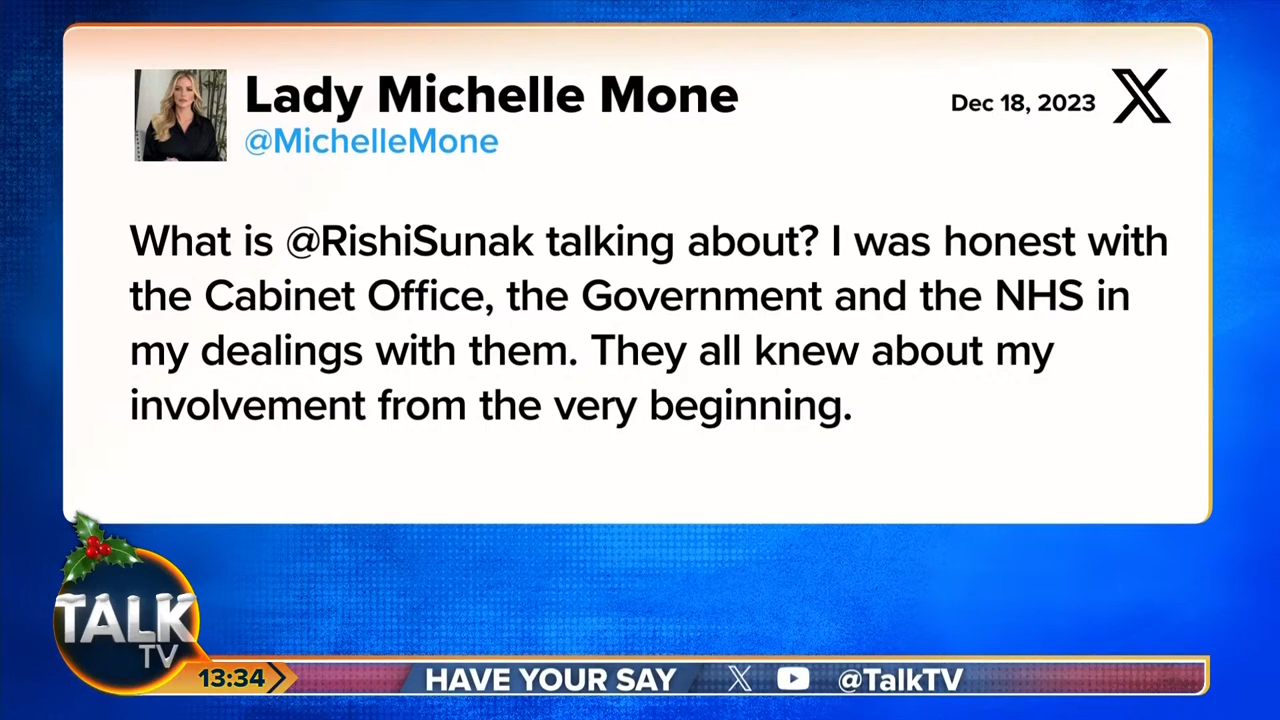 Lady Michelle Mone
@MichelleMone
Dec 18, 2023
What is @RishiSunak talking about? I was honest with
the Cabinet Office, the Government and the NHS in
my dealings with them. They all knew about my
involvement from the very beginning.
TALK
TV
13:34
HAVE YOUR SAY
@TalkTV